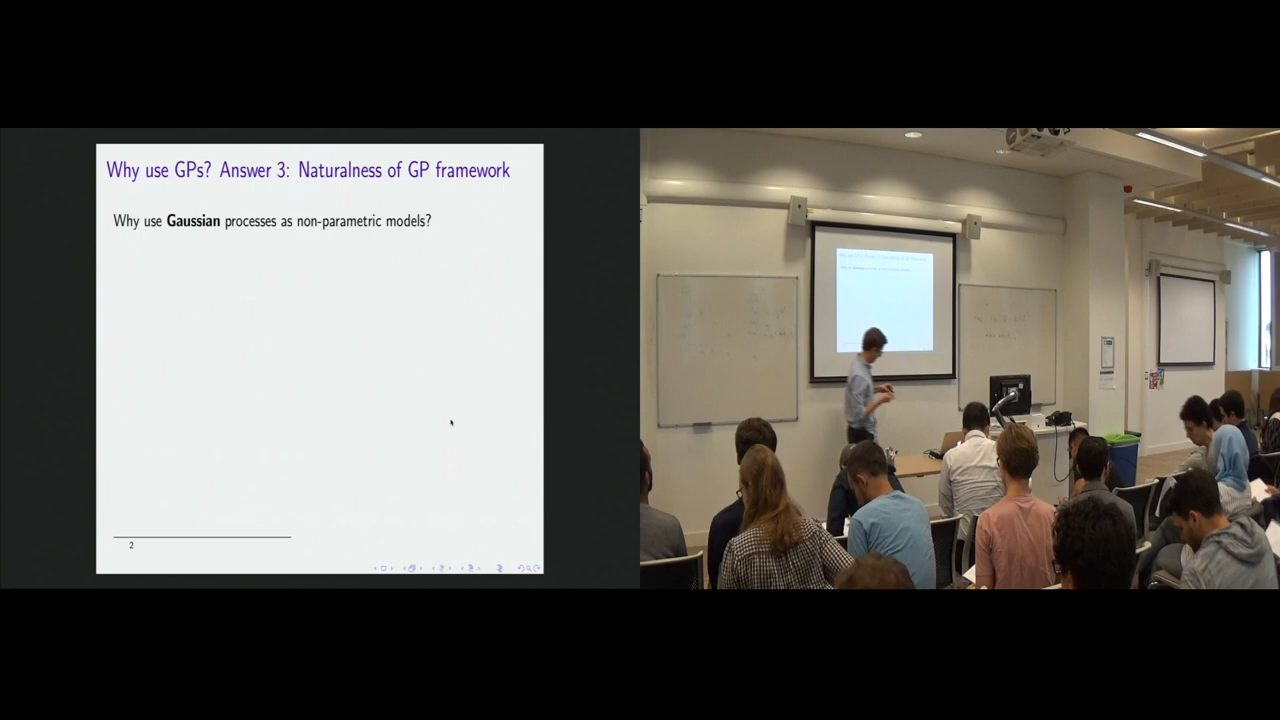 Why use GPs? Answer 3: Naturalness of GP framework
Why use Gaussian processes as non-parametric models?
2